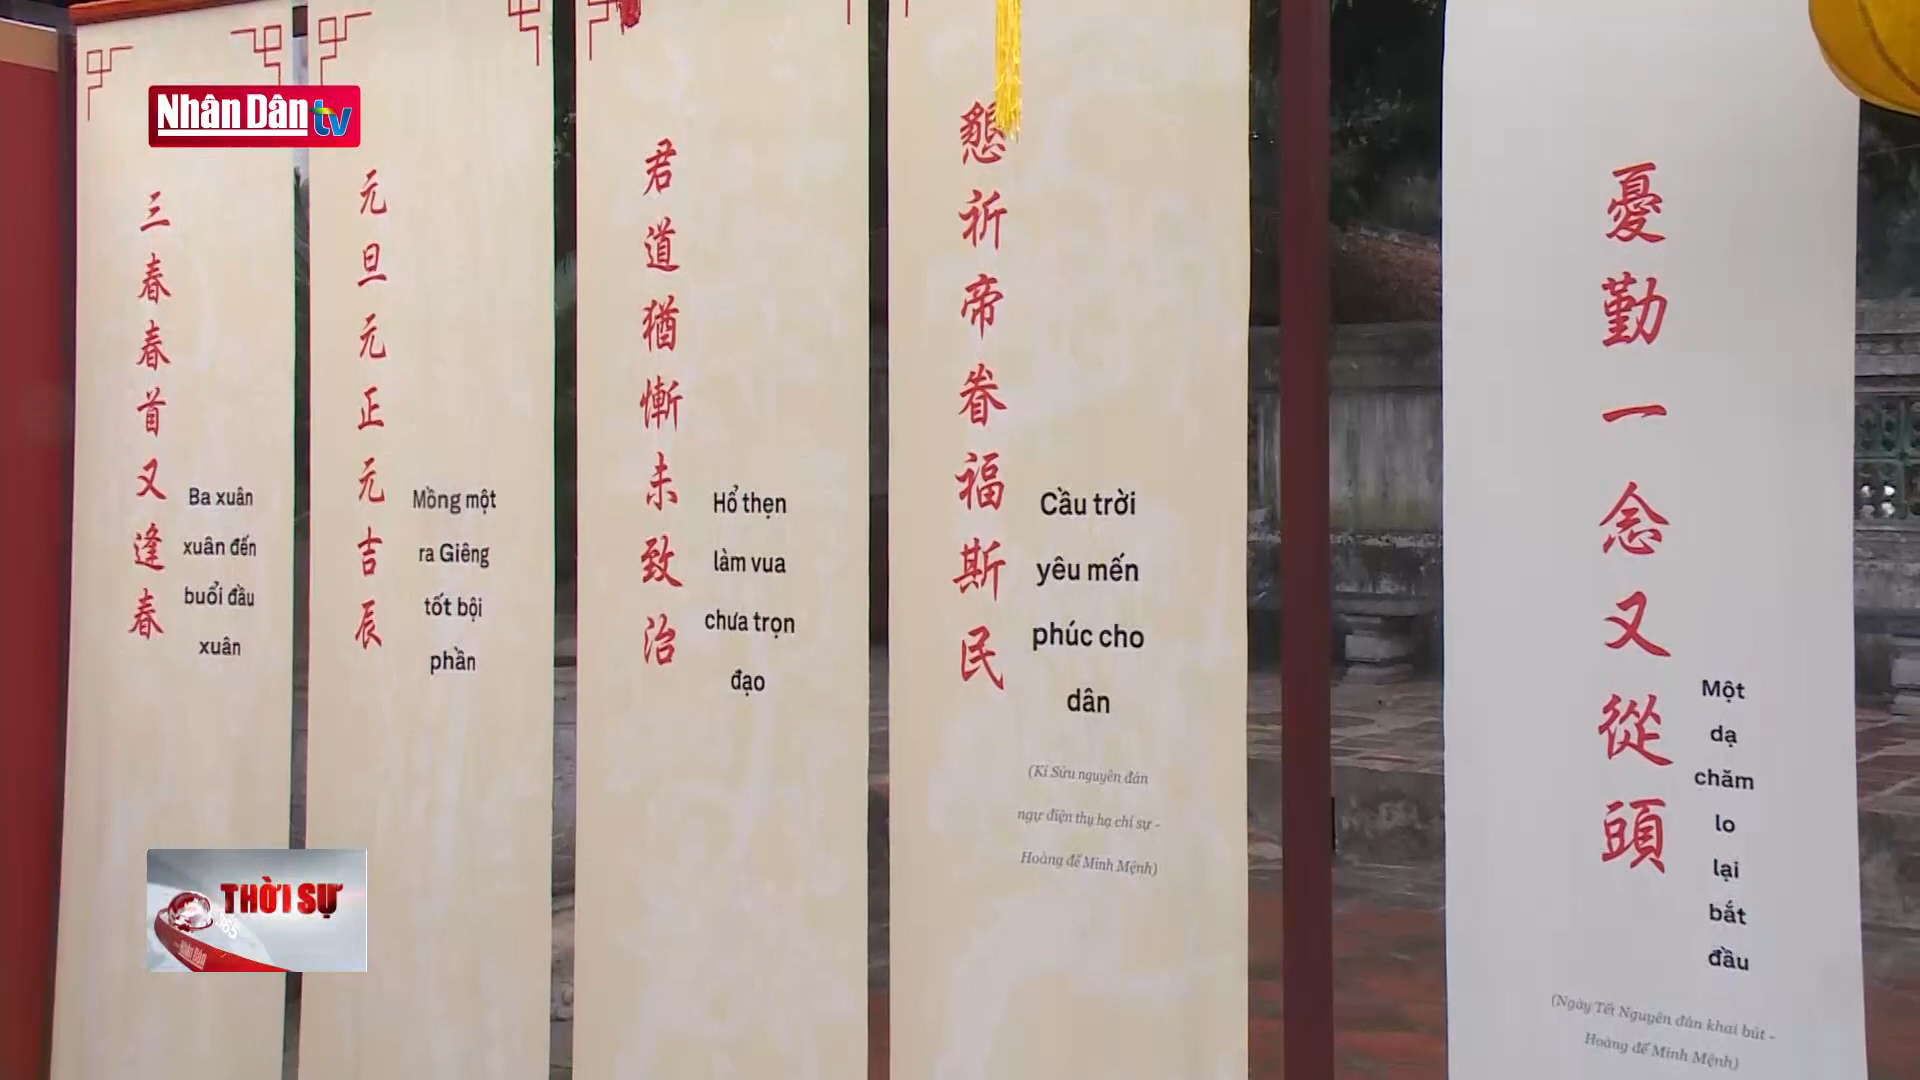 Nhân Dân tv
三春春首又逢春
Ba xuân
xuân đến
buổi đầu
xuân
元旦元正元吉辰
Mồng một
ra Giêng
tốt bội
phần
君道猶慚未致治
Hổ thẹn
làm vua
chưa trọn
đạo
懇祈帝眷福斯民
Cầu trời
yêu mến
phúc cho
dân
(Kỉ Sửu nguyên đán
ngự điện thụ hạ chí sự -
Hoàng đế Minh Mệnh)
憂勤一念又從頭
Một
dạ
chăm
lo
lại
bắt
đầu
(Ngày Tết Nguyên đán khai bút -
Hoàng đế Minh Mệnh)
THỜI SỰ
365
Nhân Dân